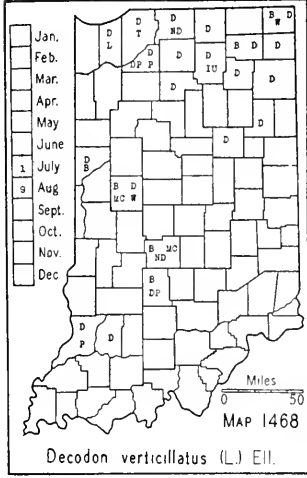 Jan.
Feb.
Mar.
Apr.
May
June
1 July
9 Aug
Sept.
Oct.
Nov.
Dec
D
L
D
T
D
ND
D
B D
W
DP P
D
D
IU
B D
D
D
D
D
D
D
B
B D
MC W
B MC
ND
B
DP
D
P
D
Miles
0 50
MAP 1468
Decodon verticillatus (L.) Ell.